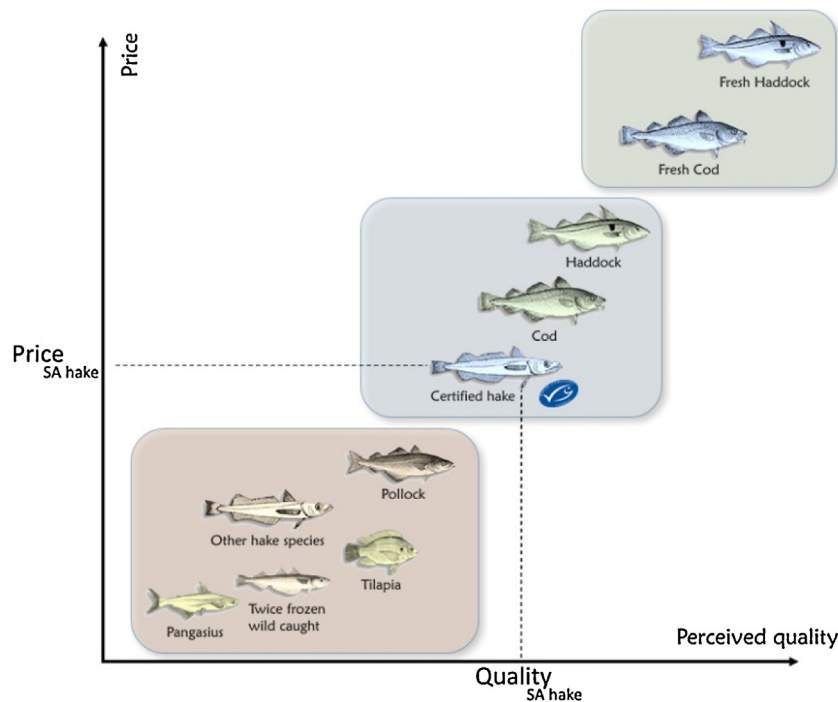 Price
Fresh Haddock
Fresh Cod
Haddock
Cod
Price SA hake
Certified hake
Pollock
Other hake species
Tilapia
Twice frozen
wild caught
Pangasius
Perceived quality
Quality SA hake